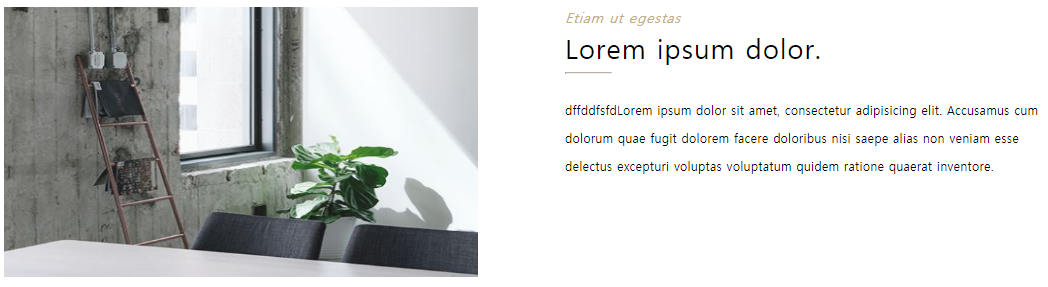 Etiam ut egestas
Lorem ipsum dolor.
dffddfsfdLorem ipsum dolor sit amet, consectetur adipisicing elit. Accusamus cum
dolorum quae fugit dolorem facere doloribus nisi saepe alias non veniam esse
delectus excepturi voluptas voluptatum quidem ratione quaerat inventore.